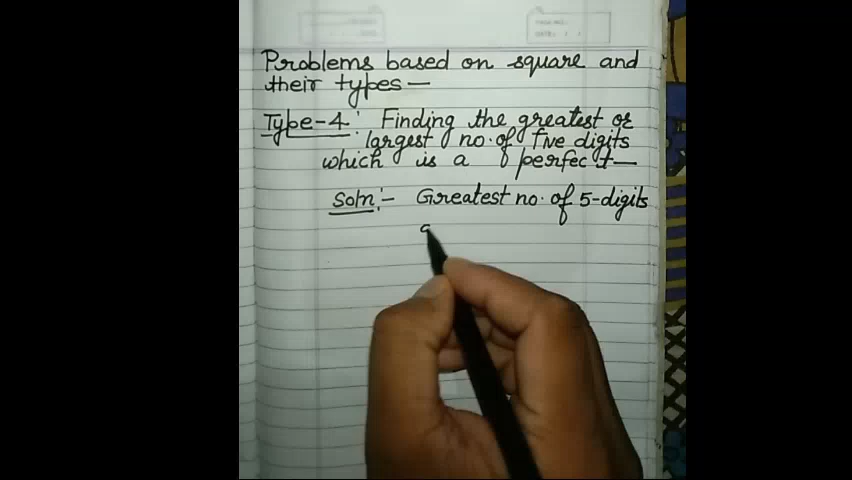 Problems based on square and
their types —
Type-4: Finding the greatest or
largest no. of five digits
which is a perfect —
Soln:- Greatest no. of 5-digits